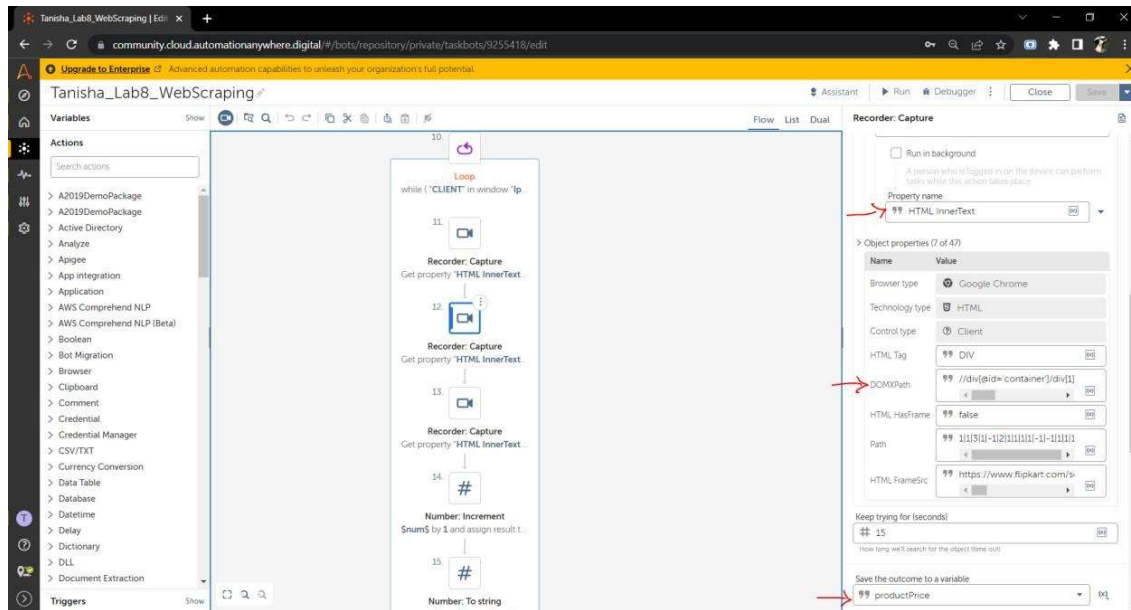 Tanisha_Lab8_WebScraping | Edit
community.cloud.automationanywhere.digital/#/bots/repository/private/taskbots/9255418/edit
Upgrade to Enterprise Advanced automation capabilities to unleash your organization's full potential.
Tanisha_Lab8_WebScraping
Assistant Run Debugger Close Save
Variables Show
Flow List Dual
Recorder: Capture
Actions
Search actions
A2019DemoPackage
A2019DemoPackage
Active Directory
Analyze
Apigee
App integration
Application
AWS Comprehend NLP
AWS Comprehend NLP (Beta)
Boolean
Bot Migration
Browser
Clipboard
Comment
Credential
Credential Manager
CSV/TXT
Currency Conversion
Data Table
Database
Datetime
Delay
Dictionary
DLL
Document Extraction
Triggers Show
10.
Loop
while ( "CLIENT" in window "Ip...
11.
Recorder: Capture
Get property "HTML InnerText...
12.
Recorder: Capture
Get property "HTML InnerText...
13.
Recorder: Capture
Get property "HTML InnerText...
14.
#
Number: Increment
$num$ by 1 and assign result t...
15.
#
Number: To string
Run in background
A person who is logged in on the device can perform
tasks while this action takes place
Property name
HTML InnerText
Object properties (7 of 47)
Name Value
Browser type Google Chrome
Technology type HTML
Control type Client
HTML Tag DIV
DOMXPath //div[@id='container']/div[1]
HTML HasFrame false
Path 1|1|3|1|-1|2|1|1|1|1|-1|-1|1|1|1
HTML FrameSrc https://www.flipkart.com/s
Keep trying for (seconds)
# 15
How long we'll search for the object (time out)
Save the outcome to a variable
productPrice